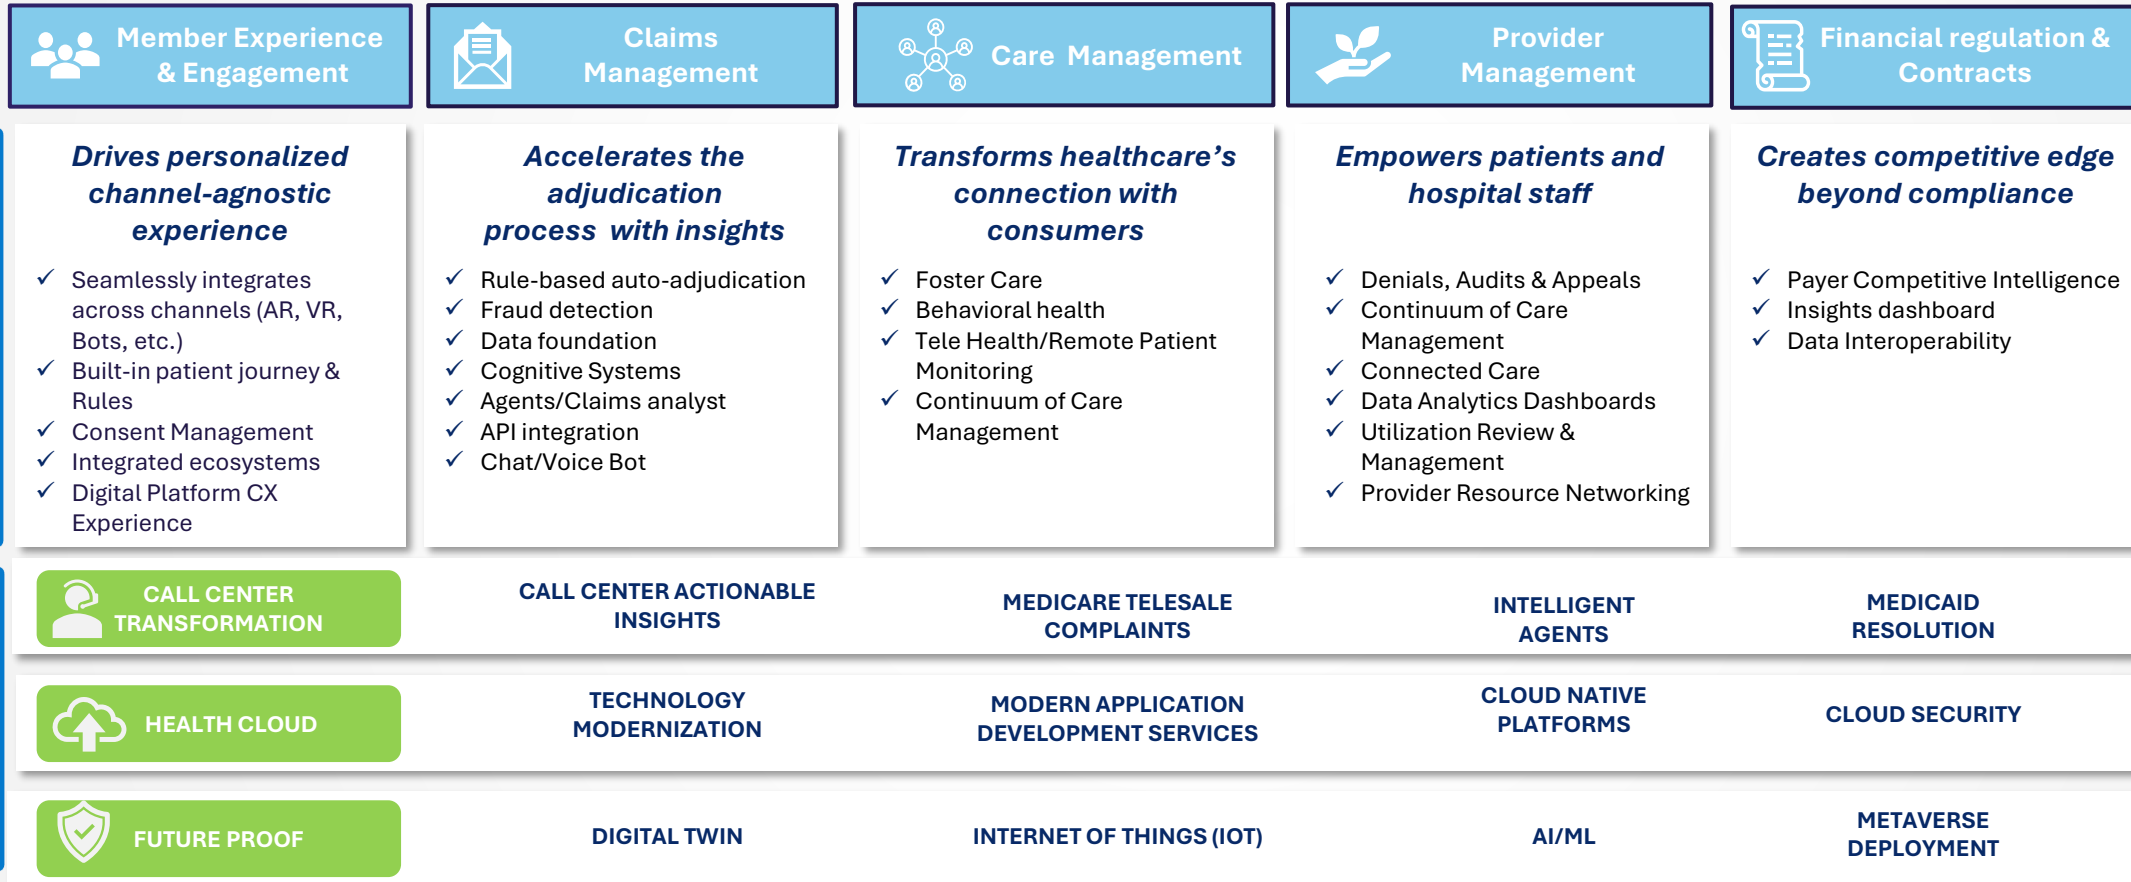 Member Experience
& Engagement
Claims
Management
Care Management
Provider
Management
Financial regulation &
Contracts
Drives personalized
channel-agnostic
experience
✓ Seamlessly integrates
across channels (AR, VR,
Bots, etc.)
✓ Built-in patient journey &
Rules
✓ Consent Management
✓ Integrated ecosystems
✓ Digital Platform CX
Experience
Accelerates the
adjudication
process with insights
✓ Rule-based auto-adjudication
✓ Fraud detection
✓ Data foundation
✓ Cognitive Systems
✓ Agents/Claims analyst
✓ API integration
✓ Chat/Voice Bot
Transforms healthcare’s
connection with
consumers
✓ Foster Care
✓ Behavioral health
✓ Tele Health/Remote Patient
Monitoring
✓ Continuum of Care
Management
Empowers patients and
hospital staff
✓ Denials, Audits & Appeals
✓ Continuum of Care
Management
✓ Connected Care
✓ Data Analytics Dashboards
✓ Utilization Review &
Management
✓ Provider Resource Networking
Creates competitive edge
beyond compliance
✓ Payer Competitive Intelligence
✓ Insights dashboard
✓ Data Interoperability
CALL CENTER
TRANSFORMATION
CALL CENTER ACTIONABLE
INSIGHTS
MEDICARE TELESALE
COMPLAINTS
INTELLIGENT
AGENTS
MEDICAID
RESOLUTION
HEALTH CLOUD
TECHNOLOGY
MODERNIZATION
MODERN APPLICATION
DEVELOPMENT SERVICES
CLOUD NATIVE
PLATFORMS
CLOUD SECURITY
FUTURE PROOF
DIGITAL TWIN
INTERNET OF THINGS (IOT)
AI/ML
METAVERSE
DEPLOYMENT